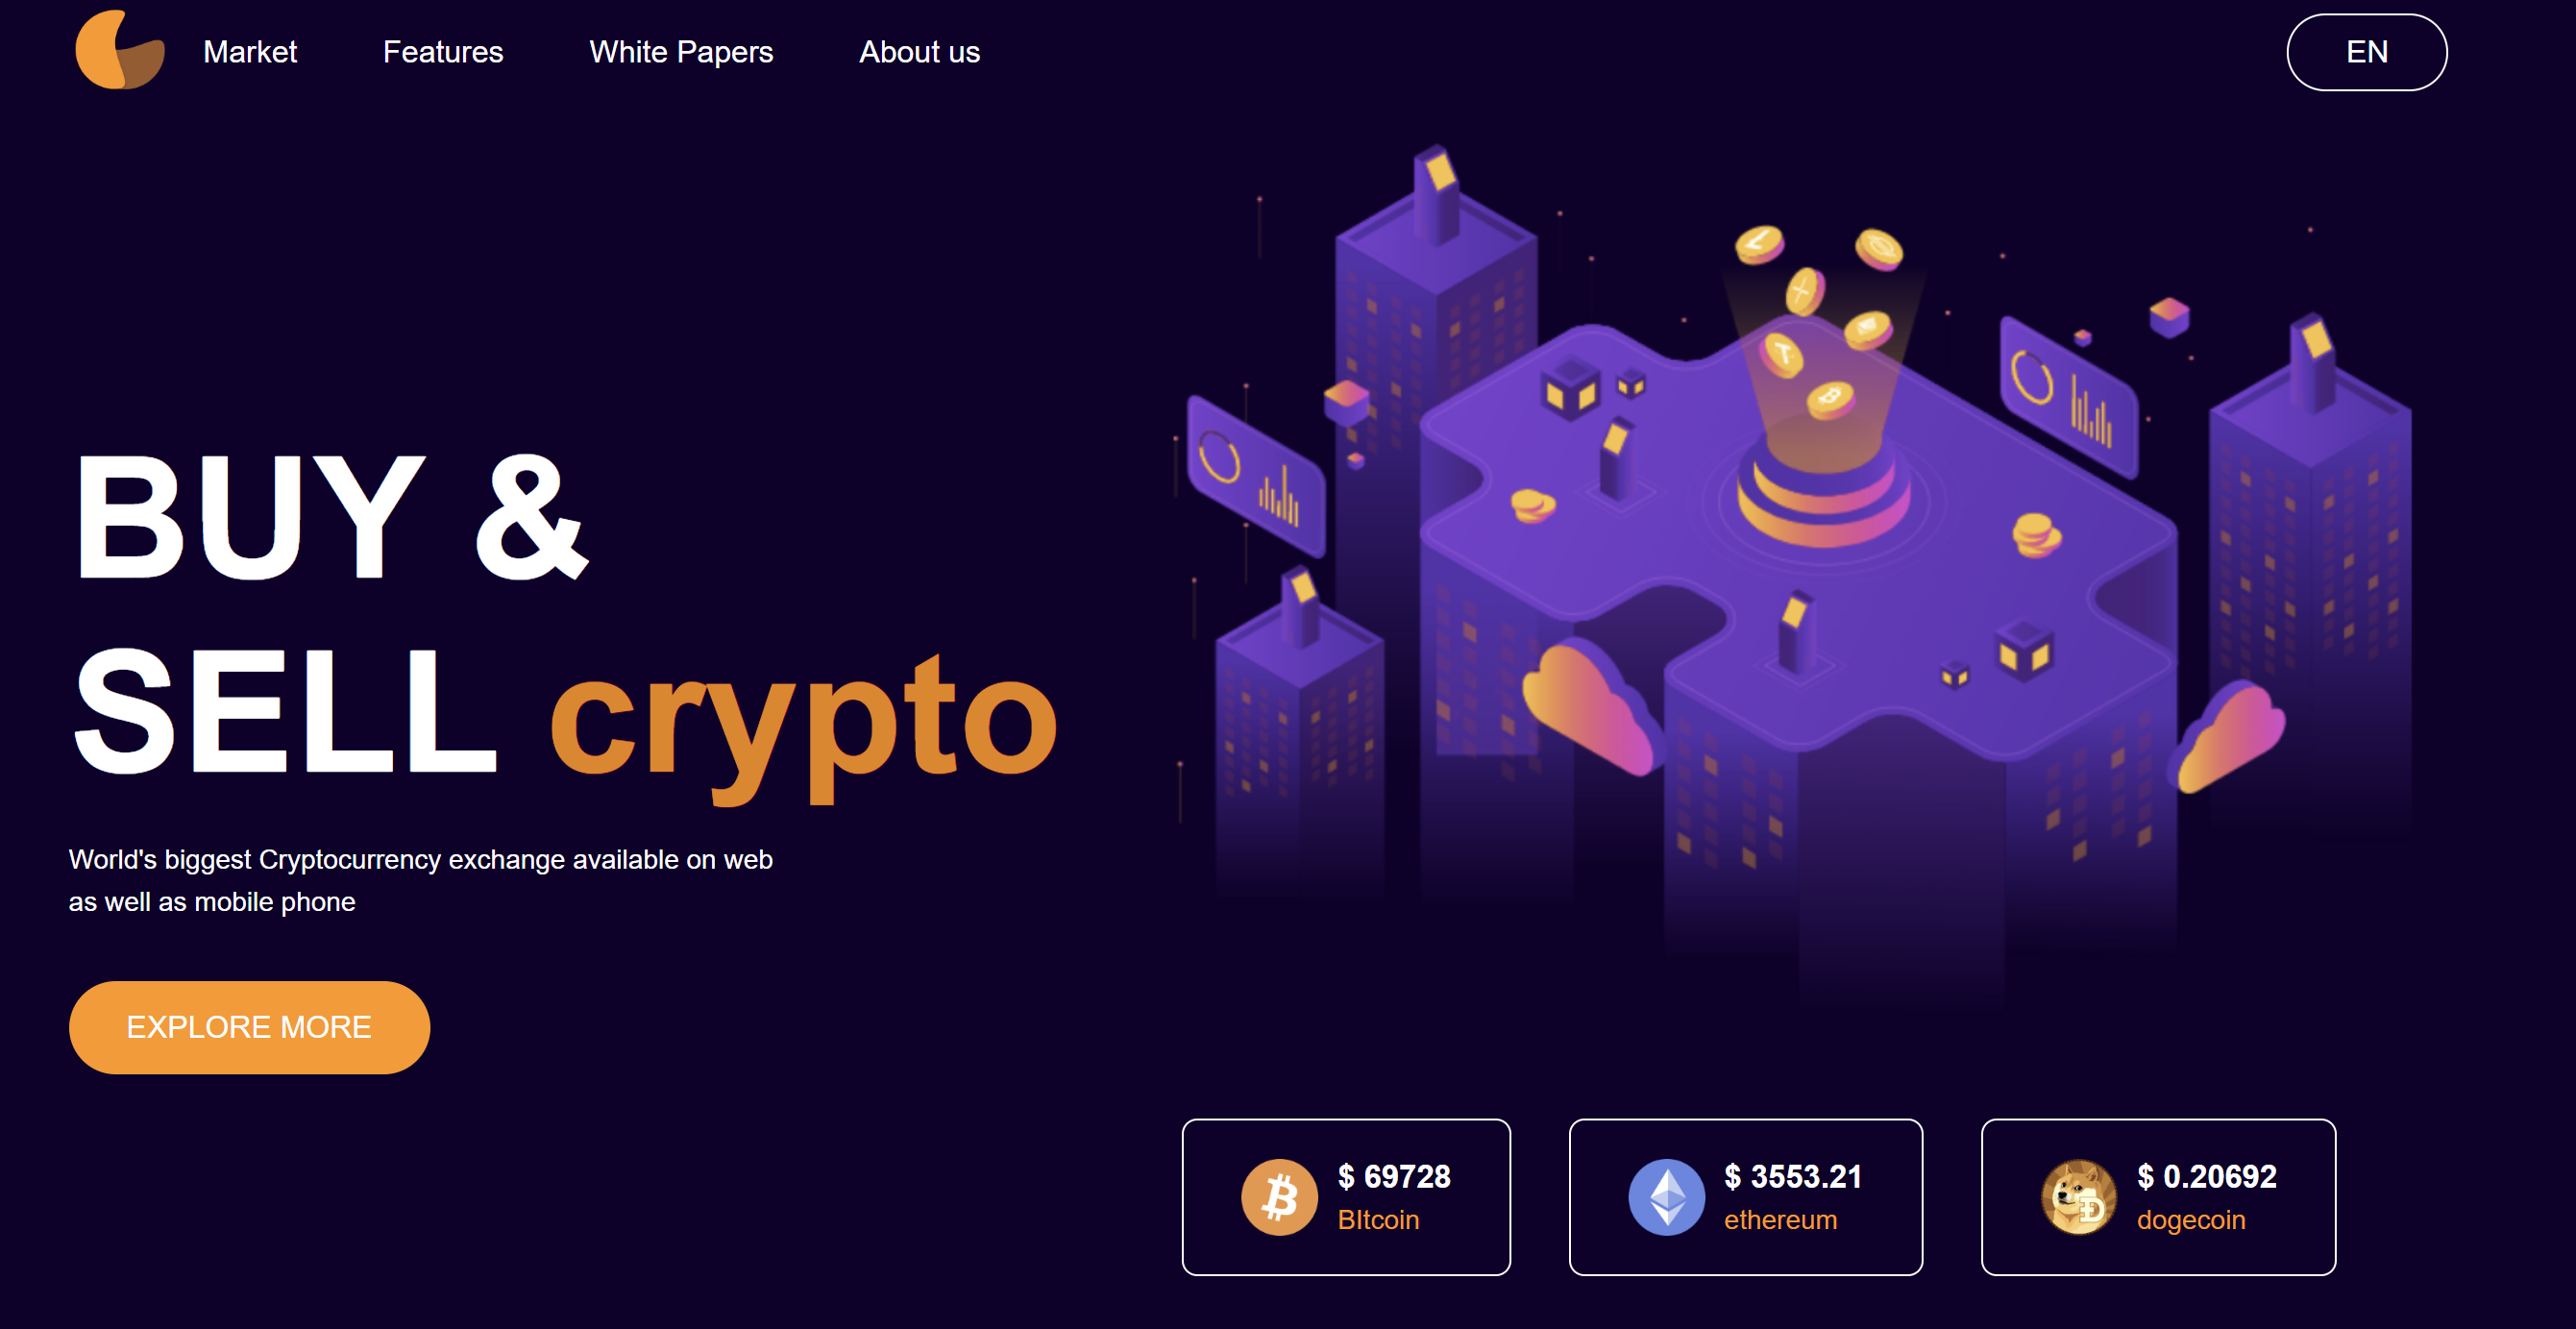 Market
Features
White Papers
About us
EN
BUY &
SELL crypto
World's biggest Cryptocurrency exchange available on web
as well as mobile phone
EXPLORE MORE
$ 69728
BItcoin
$ 3553.21
ethereum
$ 0.20692
dogecoin